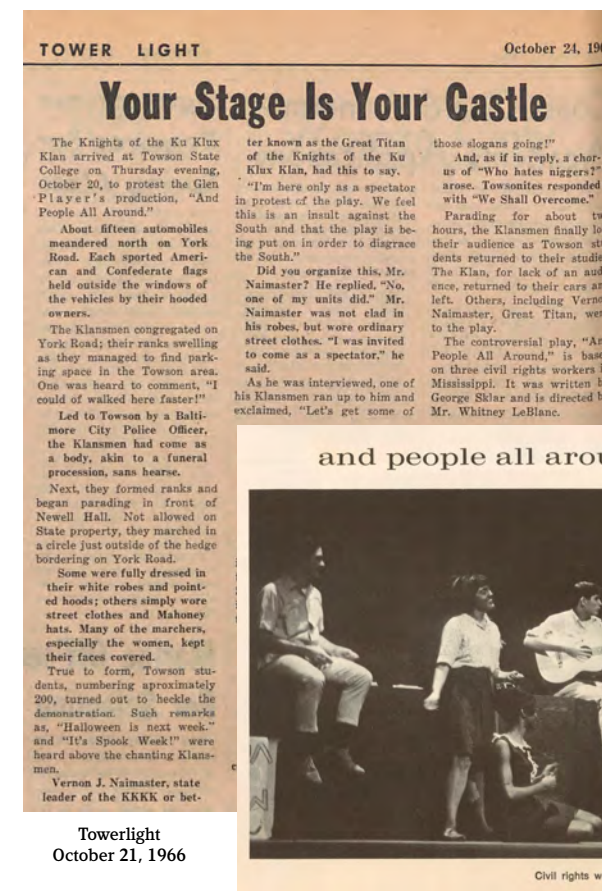 TOWER LIGHT
October 24, 196
Your Stage Is Your Castle
The Knights of the Ku Klux
Klan arrived at Towson State
College on Thursday evening,
October 20, to protest the Glen
Player's production, "And
People All Around."
About fifteen automobiles
meandered north on York
Road. Each sported Ameri-
can and Confederate flags
held outside the windows of
the vehicles by their hooded
owners.
The Klansmen congregated on
York Road; their ranks swelling
as they managed to find park-
ing space in the Towson area.
One was heard to comment, "I
could of walked here faster!"
Led to Towson by a Balti-
more City Police Officer,
the Klansmen had come as
a body, akin to a funeral
procession, sans hearse.
Next, they formed ranks and
began parading in front of
Newell Hall. Not allowed on
State property, they marched in
a circle just outside of the hedge
bordering on York Road.
Some were fully dressed in
their white robes and point-
ed hoods; others simply wore
street clothes and Mahoney
hats. Many of the marchers,
especially the women, kept
their faces covered.
True to form, Towson stu-
dents, numbering aproximately
200, turned out to heckle the
demonstration. Such remarks
as, "Halloween is next week."
and "It's Spook Week!" were
heard above the chanting Klans-
men.
Vernon J. Naimaster, state
leader of the KKKK or bet-
ter known as the Great Titan
of the Knights of the Ku
Klux Klan, had this to say.
"I'm here only as a spectator
in protest of the play. We feel
this is an insult against the
South and that the play is be-
ing put on in order to disgrace
the South."
Did you organize this, Mr.
Naimaster? He replied, "No,
one of my units did." Mr.
Naimaster was not clad in
his robes, but wore ordinary
street clothes. "I was invited
to come as a spectator," he
said.
As he was interviewed, one of
his Klansmen ran up to him and
exclaimed, "Let's get some of
those slogans going!"
And, as if in reply, a chor-
us of "Who hates niggers?"
arose. Towsonites responded
with "We Shall Overcome."
Parading for about tw
hours, the Klansmen finally lo
their audience as Towson stu
dents returned to their studie
The Klan, for lack of an aud
ence, returned to their cars an
left. Others, including Verno
Naimaster, Great Titan, wer
to the play.
The controversial play, "An
People All Around," is base
on three civil rights workers
Mississippi. It was written b
George Sklar and is directed b
Mr. Whitney LeBlanc.
and people all arou
Civil rights w
Towerlight
October 21, 1966